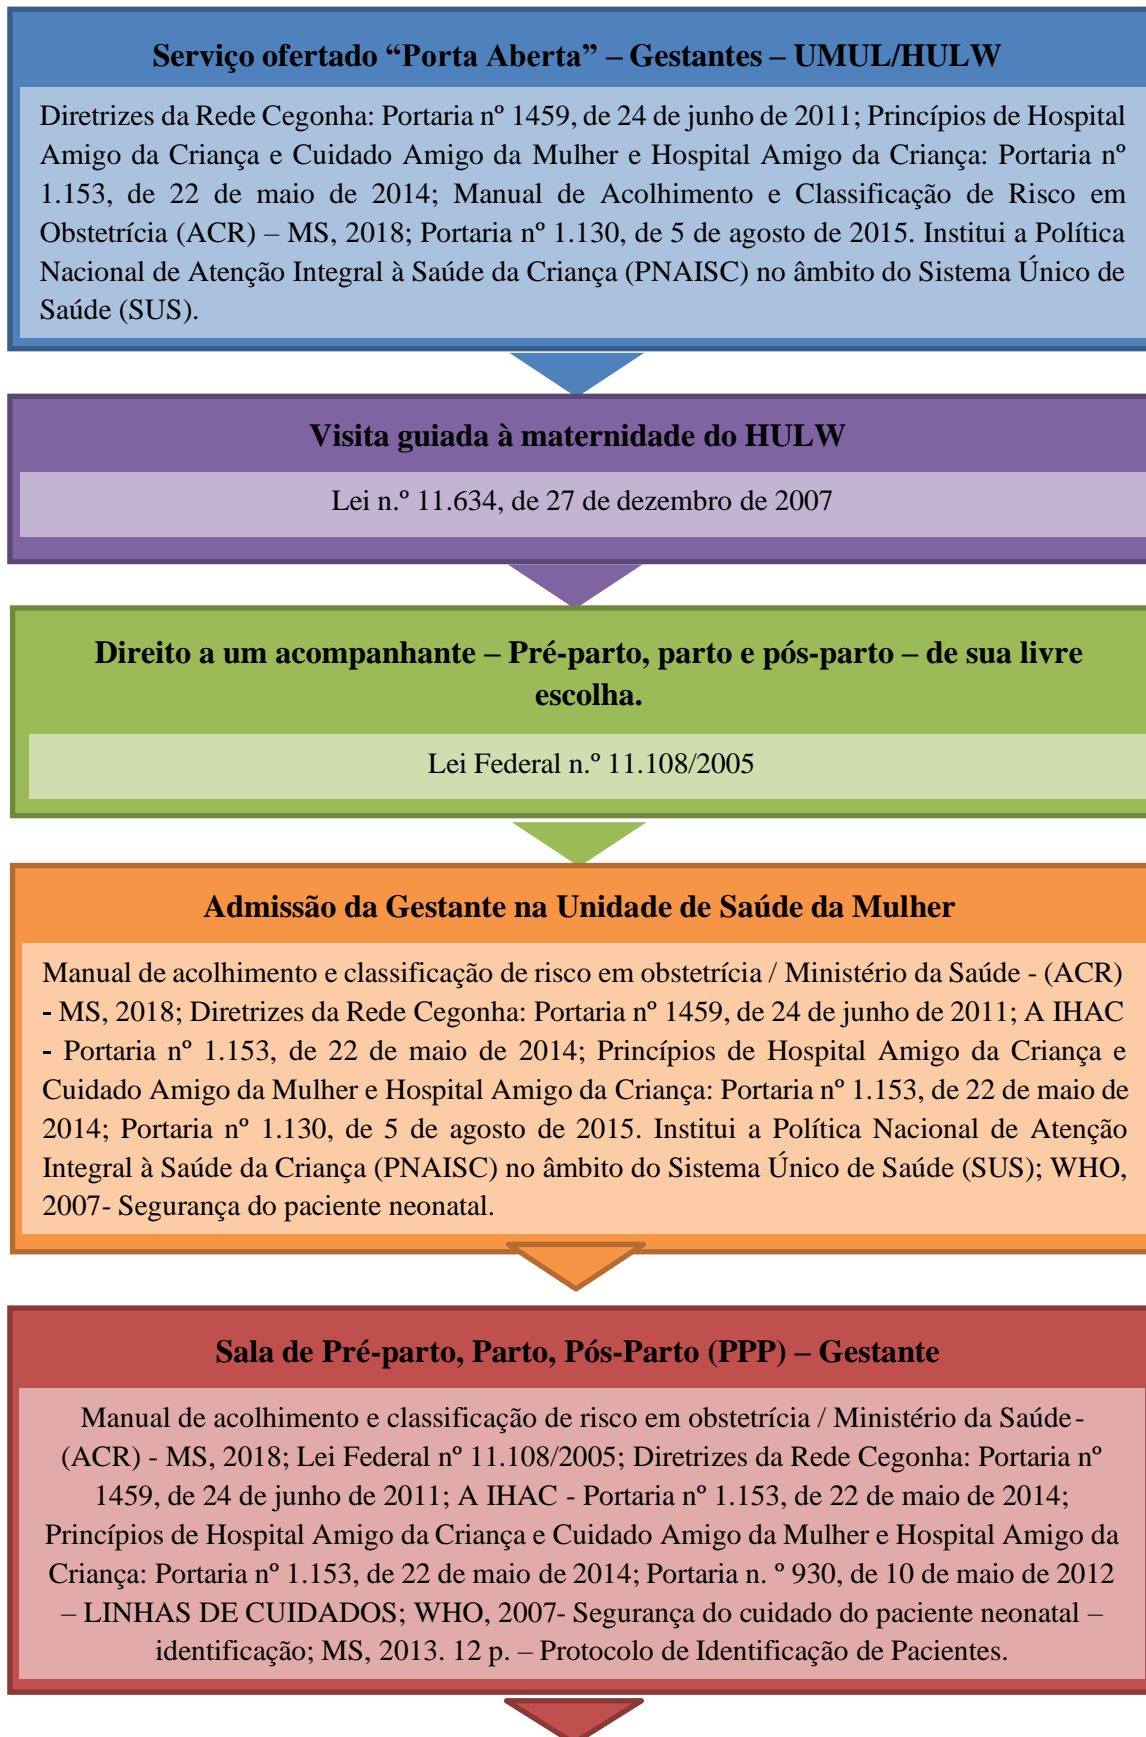 Serviço ofertado “Porta Aberta” – Gestantes – UMUL/HULW
Diretrizes da Rede Cegonha: Portaria nº 1459, de 24 de junho de 2011; Princípios de Hospital
Amigo da Criança e Cuidado Amigo da Mulher e Hospital Amigo da Criança: Portaria nº
1.153, de 22 de maio de 2014; Manual de Acolhimento e Classificação de Risco em
Obstetrícia (ACR) – MS, 2018; Portaria nº 1.130, de 5 de agosto de 2015. Institui a Política
Nacional de Atenção Integral à Saúde da Criança (PNAISC) no âmbito do Sistema Único de
Saúde (SUS).
Visita guiada à maternidade do HULW
Lei n.º 11.634, de 27 de dezembro de 2007
Direito a um acompanhante – Pré-parto, parto e pós-parto – de sua livre
escolha.
Lei Federal n.º 11.108/2005
Admissão da Gestante na Unidade de Saúde da Mulher
Manual de acolhimento e classificação de risco em obstetrícia / Ministério da Saúde - (ACR)
- MS, 2018; Diretrizes da Rede Cegonha: Portaria nº 1459, de 24 de junho de 2011; A IHAC
- Portaria nº 1.153, de 22 de maio de 2014; Princípios de Hospital Amigo da Criança e
Cuidado Amigo da Mulher e Hospital Amigo da Criança: Portaria nº 1.153, de 22 de maio de
2014; Portaria nº 1.130, de 5 de agosto de 2015. Institui a Política Nacional de Atenção
Integral à Saúde da Criança (PNAISC) no âmbito do Sistema Único de Saúde (SUS); WHO,
2007- Segurança do paciente neonatal.
Sala de Pré-parto, Parto, Pós-Parto (PPP) – Gestante
Manual de acolhimento e classificação de risco em obstetrícia / Ministério da Saúde -
(ACR) - MS, 2018; Lei Federal nº 11.108/2005; Diretrizes da Rede Cegonha: Portaria nº
1459, de 24 de junho de 2011; A IHAC - Portaria nº 1.153, de 22 de maio de 2014;
Princípios de Hospital Amigo da Criança e Cuidado Amigo da Mulher e Hospital Amigo da
Criança: Portaria nº 1.153, de 22 de maio de 2014; Portaria n. º 930, de 10 de maio de 2012
– LINHAS DE CUIDADOS; WHO, 2007- Segurança do cuidado do paciente neonatal –
identificação; MS, 2013. 12 p. – Protocolo de Identificação de Pacientes.